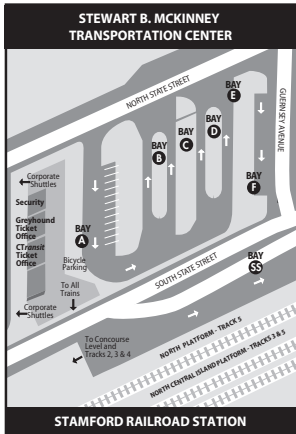 STEWART B. MCKINNEY
TRANSPORTATION CENTER
NORTH STATE STREET
GUERNSEY AVENUE
BAY
E
BAY
D
BAY
C
BAY
B
BAY
F
BAY
A
Corporate
Shuttles
Security
Greyhound
Ticket
Office
CTransit
Ticket
Office
Bicycle
Parking
To All
Trains
Corporate
Shuttles
SOUTH STATE STREET
BAY
SS
To Concourse
Level and
Tracks 2, 3 & 4
NORTH PLATFORM - TRACK 5
NORTH CENTRAL ISLAND PLATFORM - TRACKS 3 & 5
STAMFORD RAILROAD STATION